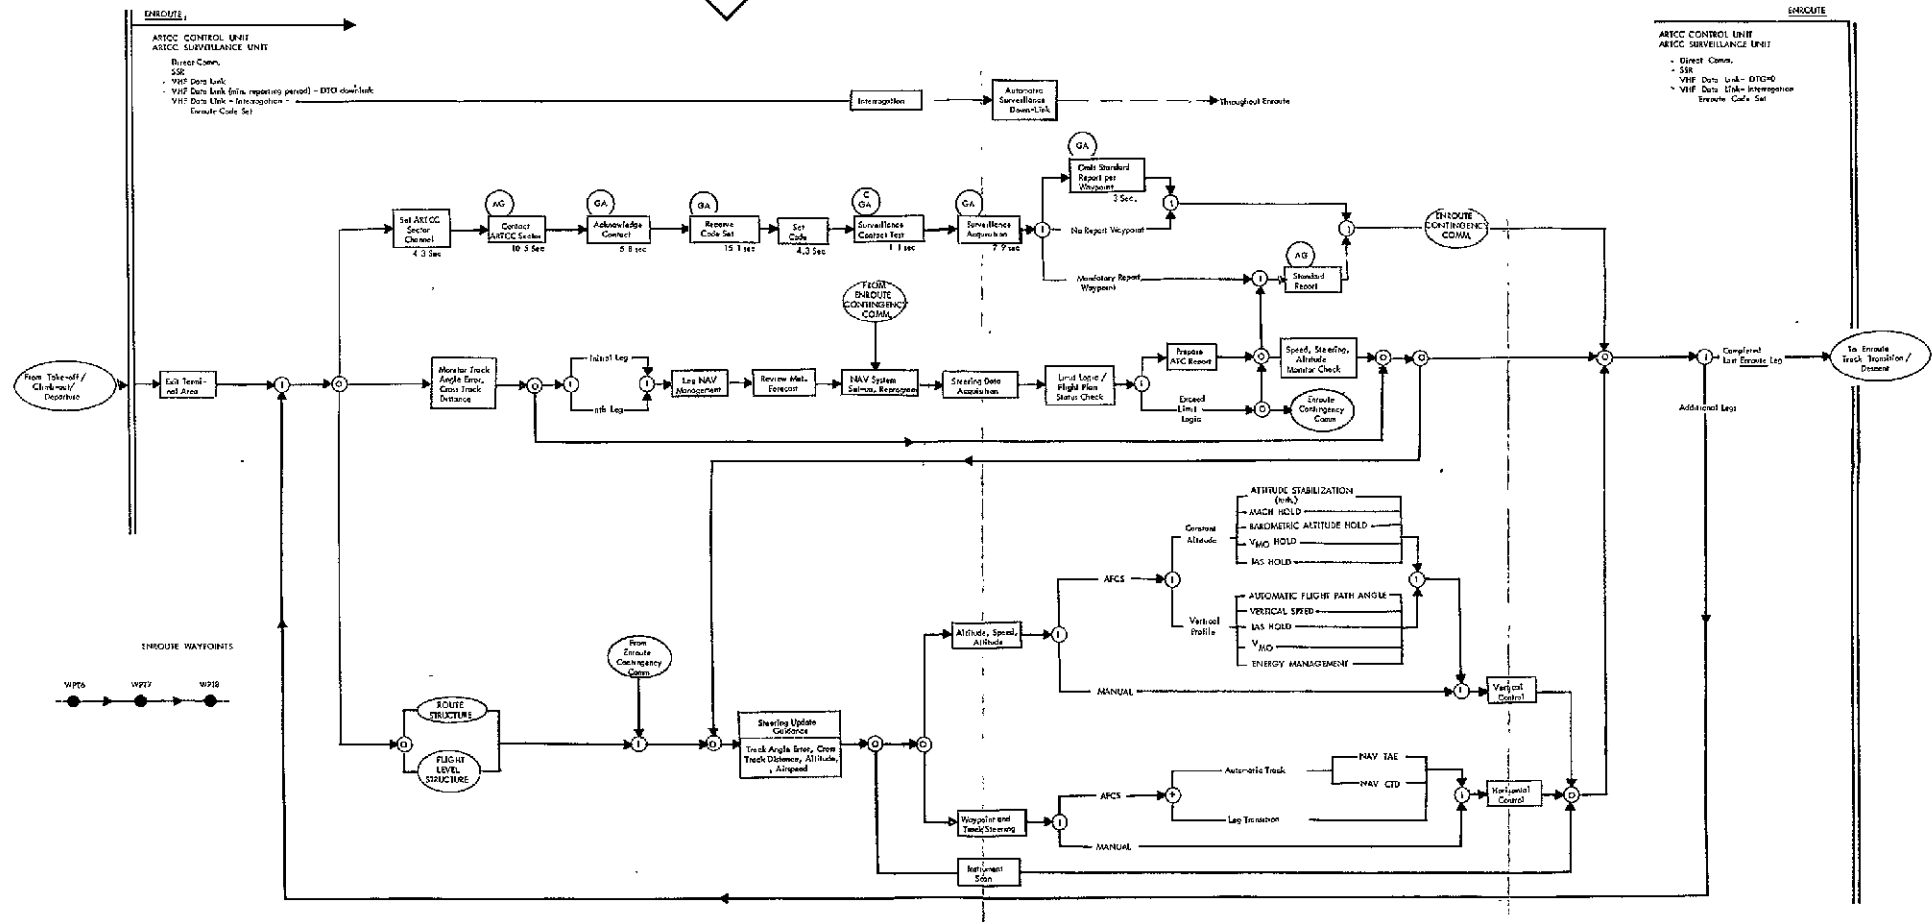 ENROUTE
ARTCC CONTROL UNIT
ARTCC SURVEILLANCE UNIT
Direct Comm.
SSR
VHF Data Link
VHF Data Link (min. reporting period) - DTG downlink
VHF Data Link - Interrogation -
Enroute Code Set
Interrogation
Automatic
Surveillance
Down-Link
Throughout Enroute
ENROUTE
ARTCC CONTROL UNIT
ARTCC SURVEILLANCE UNIT
Direct Comm.
SSR
VHF Data Link- DTG=0
VHF Data Link- Interrogation
Enroute Code Set
Set ARTCC
Sector
Channel
4.3 Sec
AG
Contact
ARTCC Sector
10.5 Sec
GA
Acknowledge
Contact
5.8 sec
GA
Receive
Code Set
15.1 sec
Set
Code
4.3 Sec
C
GA
Surveillance
Contact Test
1.1 sec
GA
Surveillance
Acquisition
7.9 sec
GA
Omit Standard
Report per
Waypoint
3 Sec.
No Report Waypoint
Mandatory Report
Waypoint
AG
Standard
Report
ENROUTE
CONTINGENCY
COMM.
FROM
ENROUTE
CONTINGENCY
COMM.
From Take-off/
Climb-out/
Departure
Exit Termi-
nal Area
Monitor Track
Angle Error,
Cross Track
Distance
Initial Leg
nth Leg
Leg NAV
Management
Review Met.
Forecast
NAV System
Set-up, Reprogram
Steering Data
Acquisition
Limit Logic /
Flight Plan
Status Check
Prepare
ATC Report
Exceed
Limit
Logic
Speed, Steering,
Altitude
Monitor Check
Enroute
Contingency
Comm
Completed
Last Enroute Leg
To Enroute
Track Transition/
Descent
Additional Legs
ENROUTE WAYPOINTS
WPT6
WPT7
WPT8
ROUTE
STRUCTURE
FLIGHT
LEVEL
STRUCTURE
From
Enroute
Contingency
Comm
Steering Update
Guidance
Track Angle Error, Cross
Track Distance, Altitude,
Airspeed
Altitude, Speed,
Attitude
AFCS
MANUAL
Constant
Altitude
ATTITUDE STABILIZATION
MACH HOLD
BAROMETRIC ALTITUDE HOLD
VMO HOLD
IAS HOLD
Vertical
Profile
AUTOMATIC FLIGHT PATH ANGLE
VERTICAL SPEED
IAS HOLD
VMO
ENERGY MANAGEMENT
Vertical
Control
Waypoint and
Track Steering
AFCS
MANUAL
Automatic Track
NAV TAE
NAV CTD
Leg Transition
Horizontal
Control
Instrument
Scan